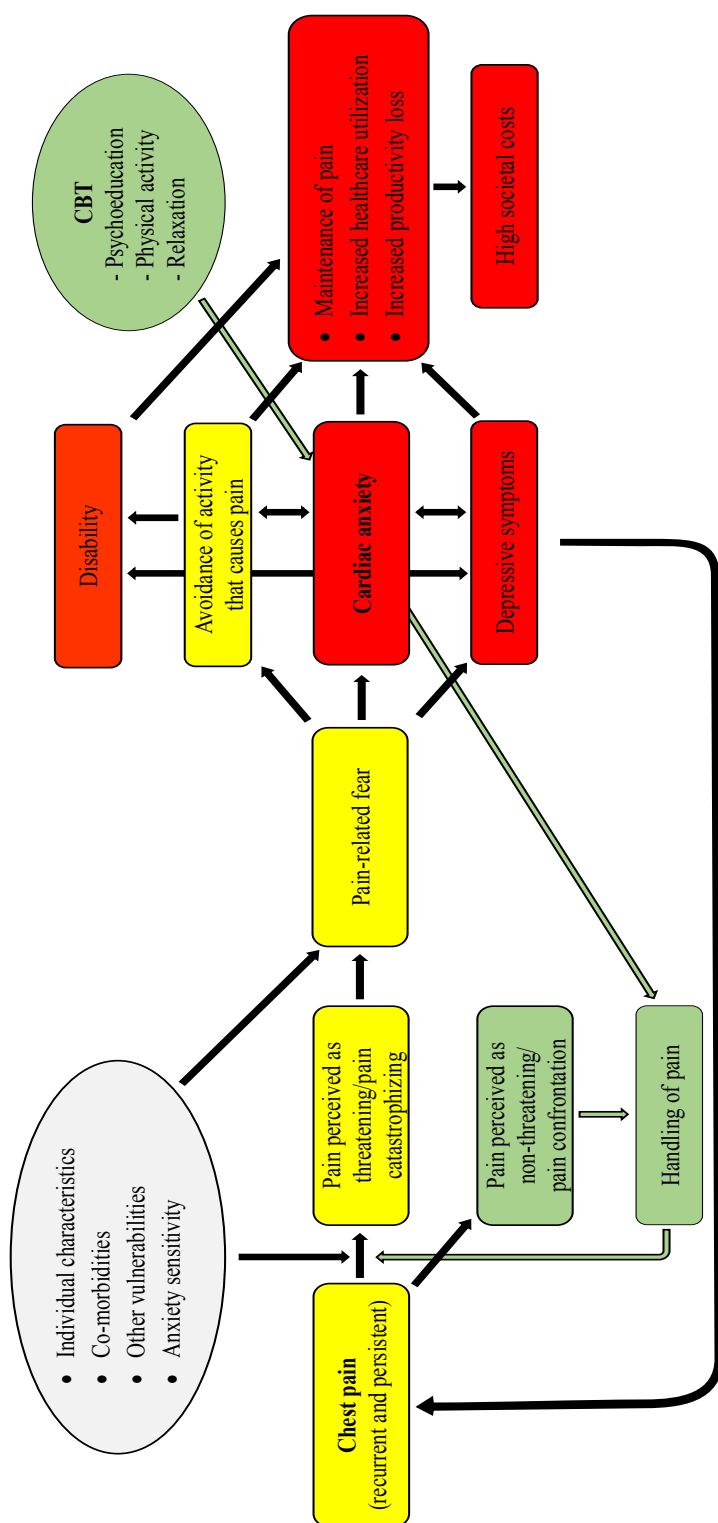 • Individual characteristics
• Co-morbidities
• Other vulnerabilities
• Anxiety sensitivity
CBT
- Psychoeducation
- Physical activity
- Relaxation
Disability
Avoidance of activity
that causes pain
Chest pain
(recurrent and persistent)
Pain perceived as
threatening/pain
catastrophizing
Pain-related fear
Cardiac anxiety
• Maintenance of pain
• Increased healthcare utilization
• Increased productivity loss
Pain perceived as
non-threatening/
pain confrontation
Depressive symptoms
High societal costs
Handling of pain